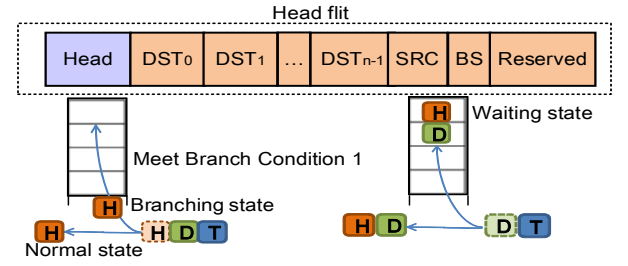 Head flit
Head DST0 DST1 ... DSTn-1 SRC BS Reserved
H Waiting state
D
Meet Branch Condition 1
H Branching state
H H D T H D D T
Normal state